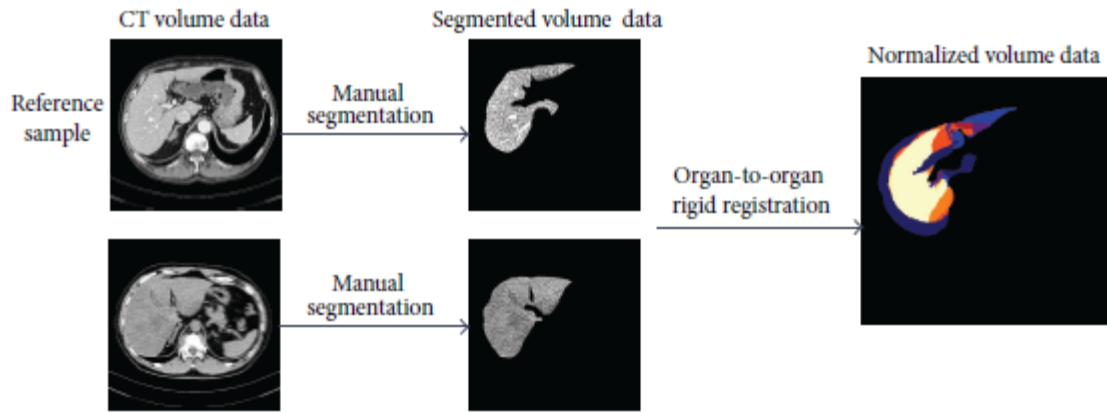 CT volume data
Segmented volume data
Normalized volume data
Reference
sample
Manual
segmentation
Organ-to-organ
rigid registration
Manual
segmentation